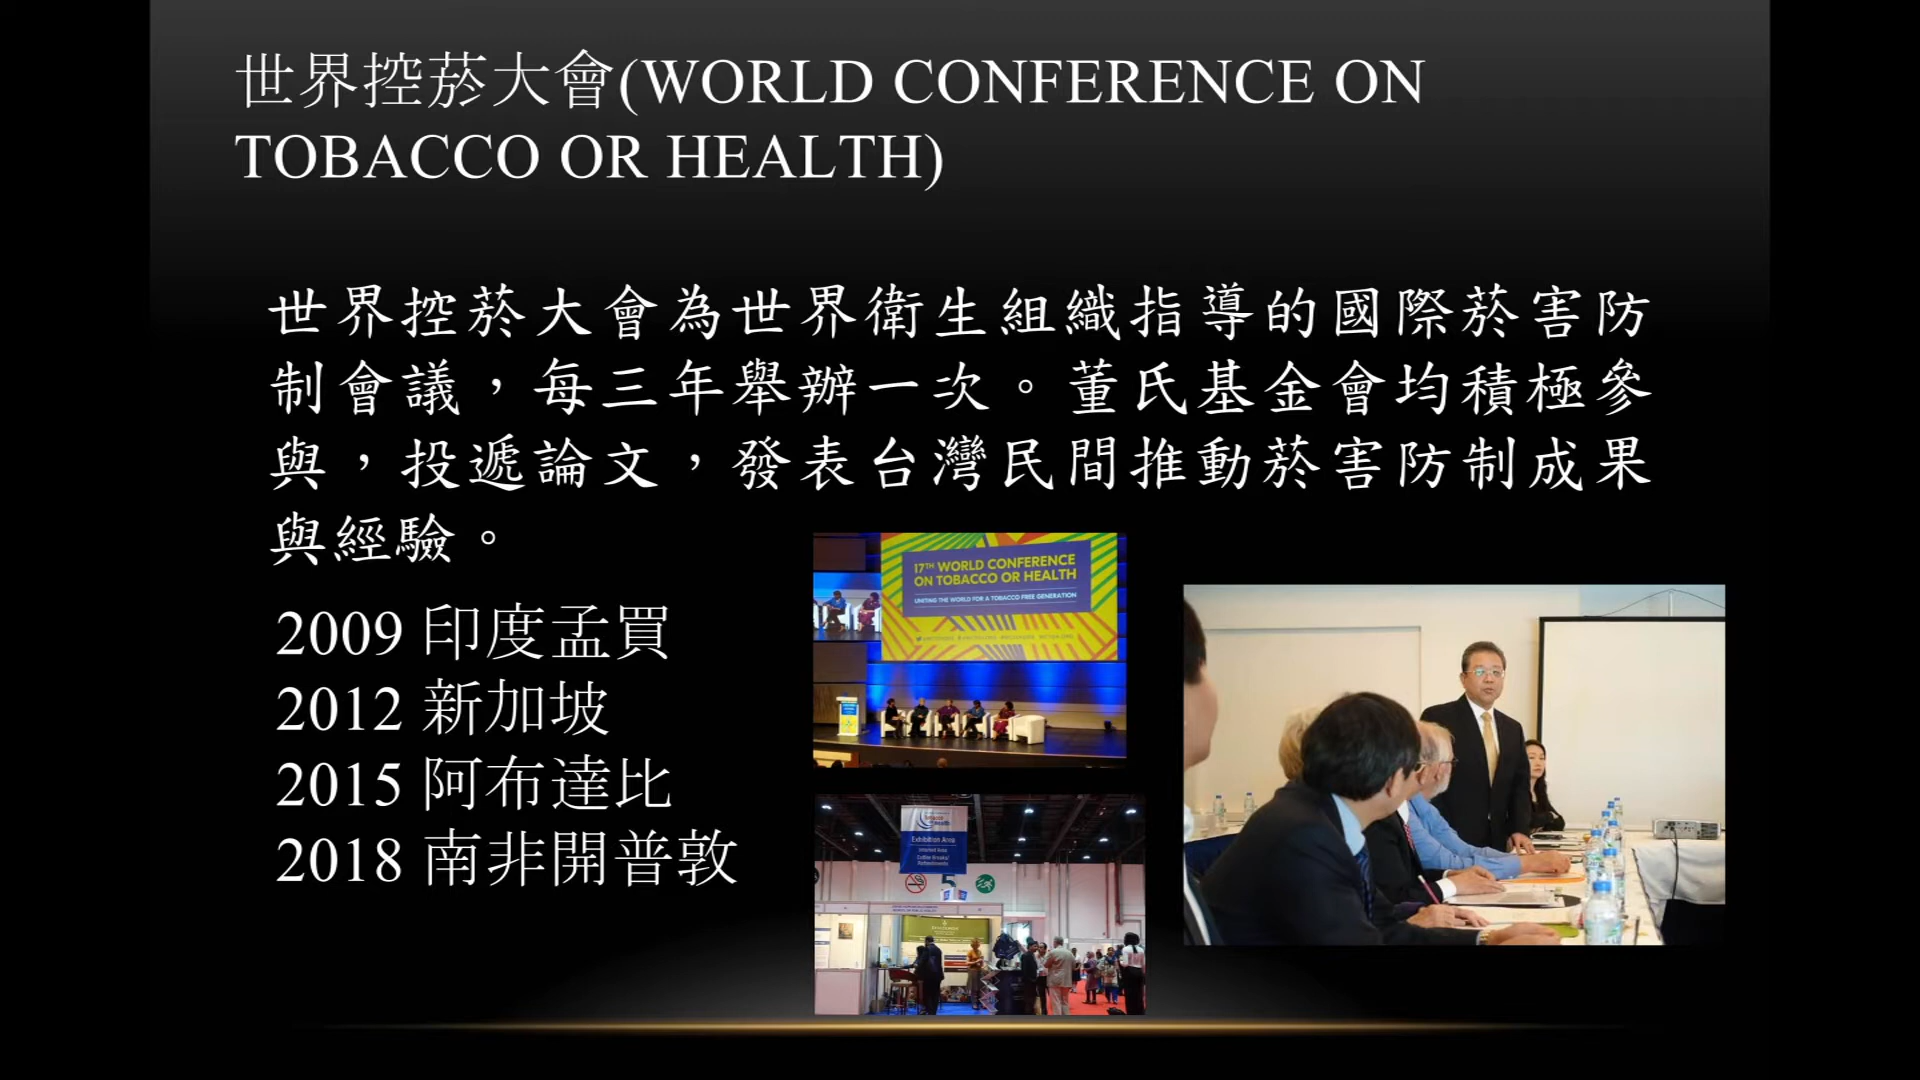 世界控菸大會(WORLD CONFERENCE ON
TOBACCO OR HEALTH)
世界控菸大會為世界衛生組織指導的國際菸害防
制會議，每三年舉辦一次。董氏基金會均積極參
與，投遞論文，發表台灣民間推動菸害防制成果
與經驗。
2009 印度孟買
2012 新加坡
2015 阿布達比
2018 南非開普敦
17TH WORLD CONFERENCE
ON TOBACCO OR HEALTH
UNITING THE WORLD FOR A TOBACCO FREE GENERATION
Exhibition Area
5